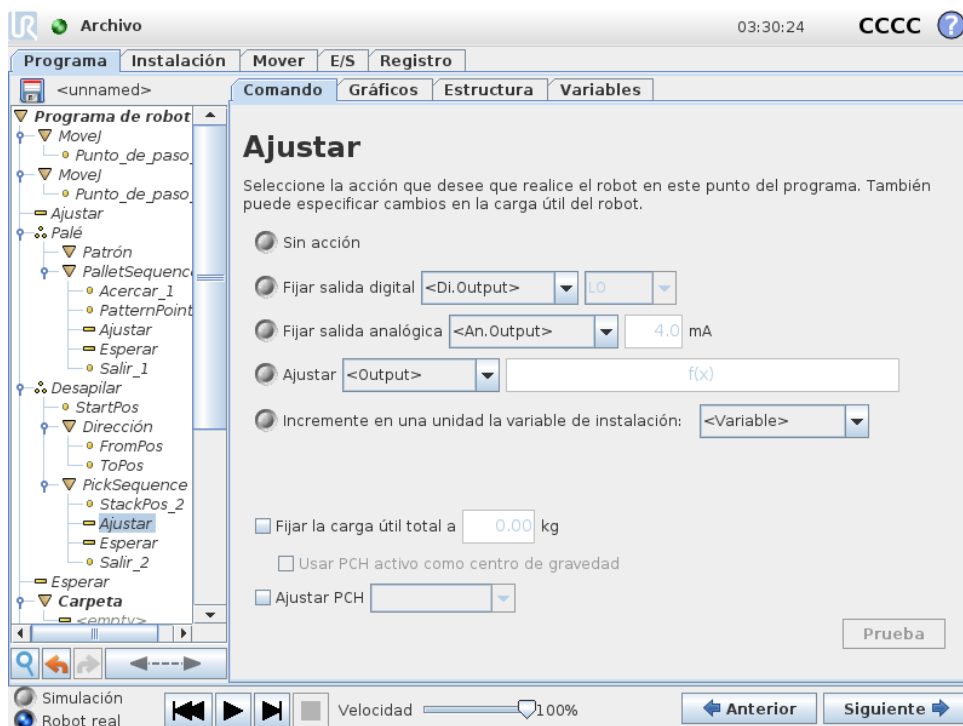 UR Archivo 03:30:24 CCCC ?
Programa Instalación Mover E/S Registro
<unnamed>
Comando Gráficos Estructura Variables
Programa de robot
MoveJ
Punto_de_paso_
MoveJ
Punto_de_paso_
Ajustar
Palé
Patrón
PalletSequence
Acercar_1
PatternPoint
Ajustar
Esperar
Salir_1
Desapilar
StartPos
Dirección
FromPos
ToPos
PickSequence
StackPos_2
Ajustar
Esperar
Salir_2
Esperar
Carpeta
<empty>
Ajustar
Seleccione la acción que desee que realice el robot en este punto del programa. También
puede especificar cambios en la carga útil del robot.
Sin acción
Fijar salida digital <Di.Output> LO
Fijar salida analógica <An.Output> 4.0 mA
Ajustar <Output> f(x)
Incremente en una unidad la variable de instalación: <Variable>
Fijar la carga útil total a 0.00 kg
Usar PCH activo como centro de gravedad
Ajustar PCH
Prueba
Simulación
Robot real
Velocidad 100%
Anterior Siguiente